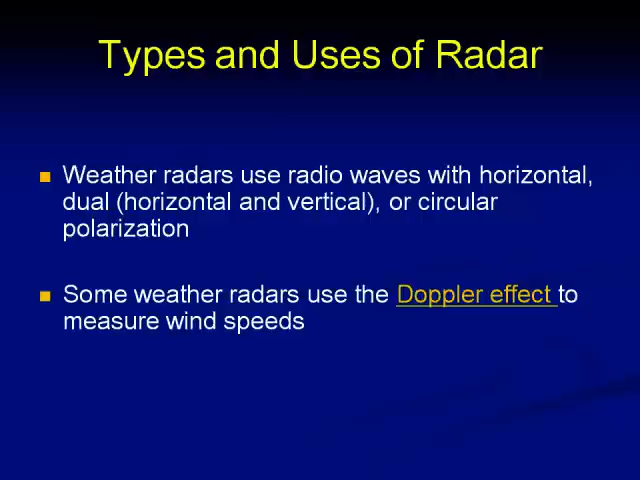 Types and Uses of Radar
Weather radars use radio waves with horizontal,
dual (horizontal and vertical), or circular
polarization
Some weather radars use the Doppler effect to
measure wind speeds